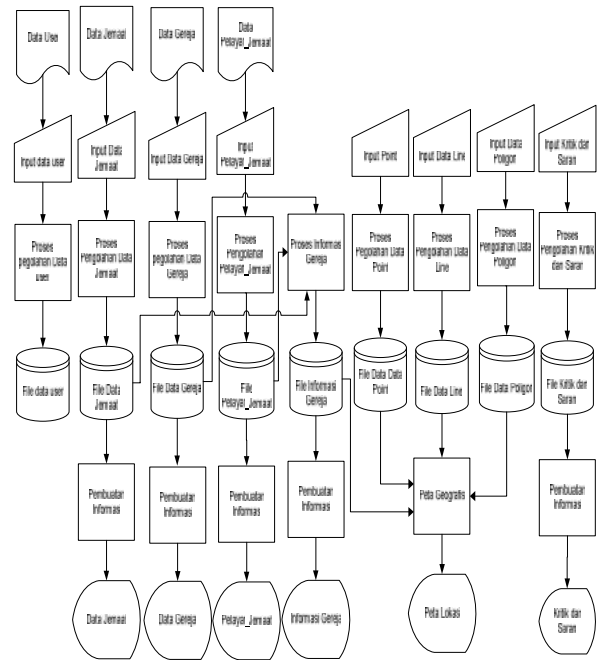 Data User
Data Jemaat
Data Gereja
Data
Pelayar_Jemaat
Input data user
Input Data
Jemaat
Input Data Gereja
Input
Pelayar_Jemaat
Input Point
Input Data Line
Input Data
Poligon
Input Kritik dan
Saran
Proses
pegolahan Data
user
Proses
Pengolahan Data
Jemaat
Proses
pegolahan Data
Gereja
Proses
Pengolahan
Pelayar_Jemaat
Proses Informasi
Gereja
Proses
Pegolahan Data
Point
Proses
Pengolahan Data
Line
Proses
Pengolahan Data
Poligon
Proses
Pengolahan Kritik
dan Saran
File data user
File Data
Jemaat
File Data Gereja
File
Pelayar_Jemaat
File Informasi
Gereja
File Data Data
Point
File Data Line
File Data Poligon
File Kritik dan
Saran
Pembuatan
Informasi
Pembuatan
Informasi
Pembuatan
Informasi
Pembuatan
Informasi
Peta Geografis
Pembuatan
Informasi
Data Jemaat
Data Gereja
Pelayar_Jemaat
Informasi Gereja
Peta Lokasi
Kritik dan
Saran